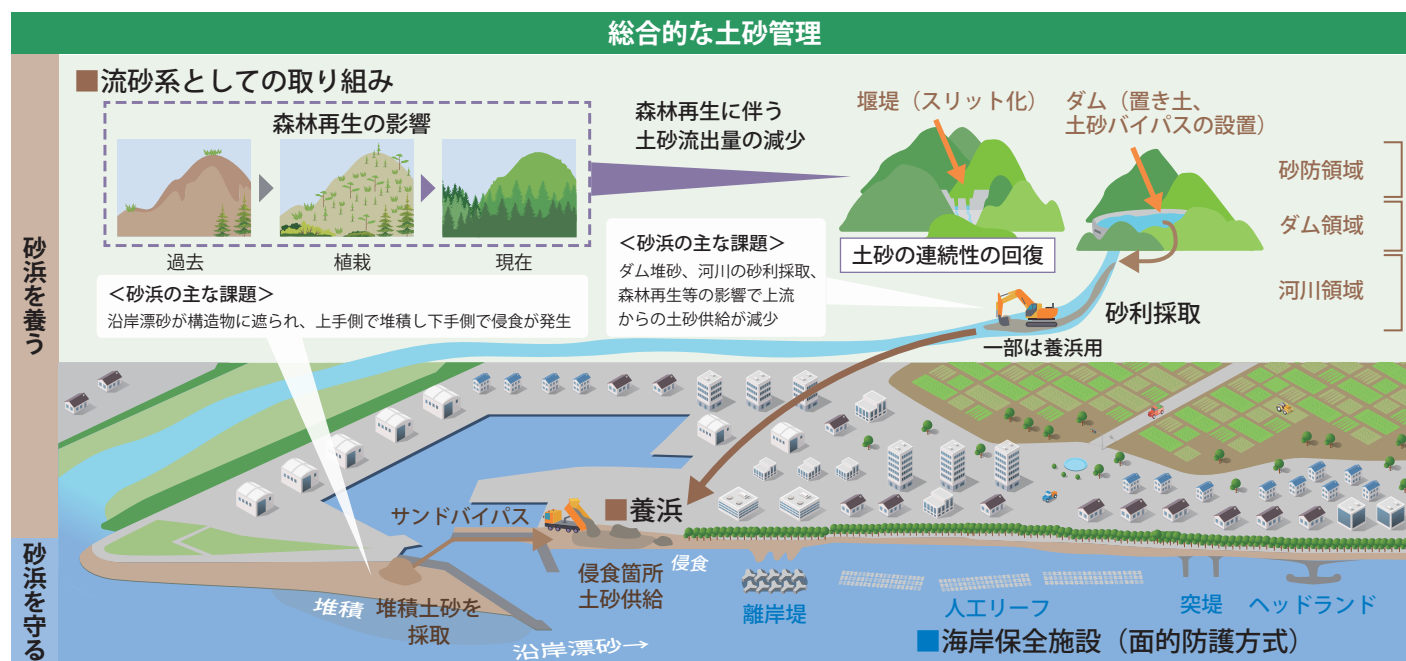 総合的な土砂管理
砂浜を養う
砂浜を守る
■流砂系としての取り組み
森林再生の影響
過去
植栽
現在
森林再生に伴う
土砂流出量の減少
堰堤（スリット化）
ダム（置き土、
土砂バイパスの設置）
砂防領域
ダム領域
河川領域
土砂の連続性の回復
＜砂浜の主な課題＞
ダム堆砂、河川の砂利採取、
森林再生等の影響で上流
からの土砂供給が減少
＜砂浜の主な課題＞
沿岸漂砂が構造物に遮られ、上手側で堆積し下手側で侵食が発生
砂利採取
一部は養浜用
サンドバイパス
■養浜
侵食
侵食箇所
土砂供給
堆積
堆積土砂を
採取
沿岸漂砂→
離岸堤
人工リーフ
突堤
ヘッドランド
■海岸保全施設（面的防護方式）